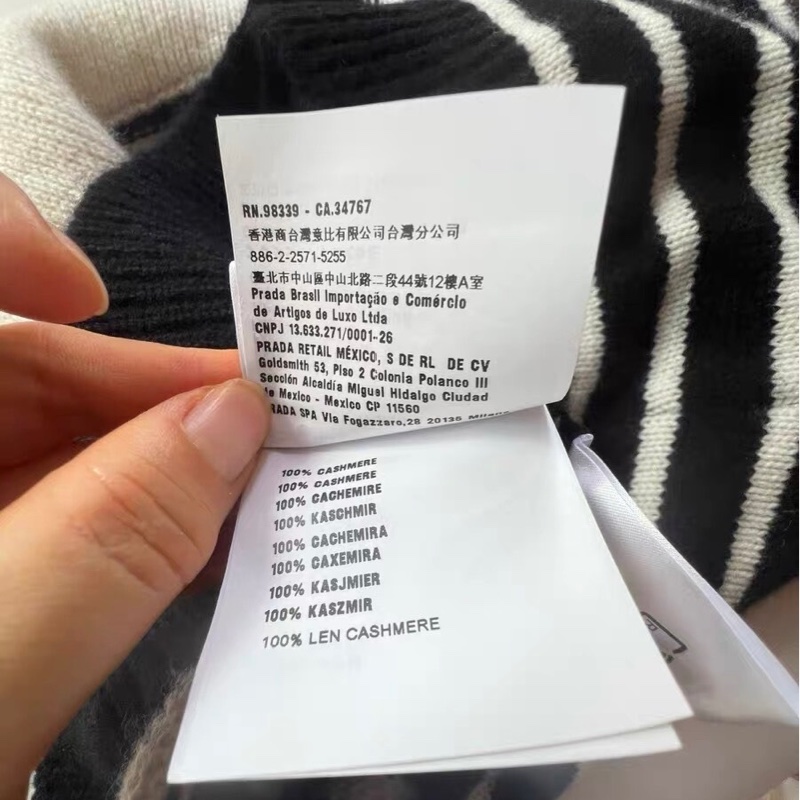 RN.98339 - CA.34767
香港商台灣意比有限公司台灣分公司
886-2-2571-5255
臺北市中山區中山北路二段44號12樓A室
Prada Brasil Importação e Comércio
de Artigos de Luxo Ltda
CNPJ 13.633.271/0001-26
PRADA RETAIL MÉXICO, S DE RL DE CV
Goldsmith 53, Piso 2 Colonia Polanco III
Sección Alcaldía Miguel Hidalgo Ciudad
de Mexico - Mexico CP 11560
PRADA SPA Via Fogazzaro,28 20135 Milano
100% CASHMERE
100% CASHMERE
100% CACHEMIRE
100% KASCHMIR
100% CACHEMIRA
100% CAXEMIRA
100% KASJMIER
100% KASZMIR
100% LEN CASHMERE